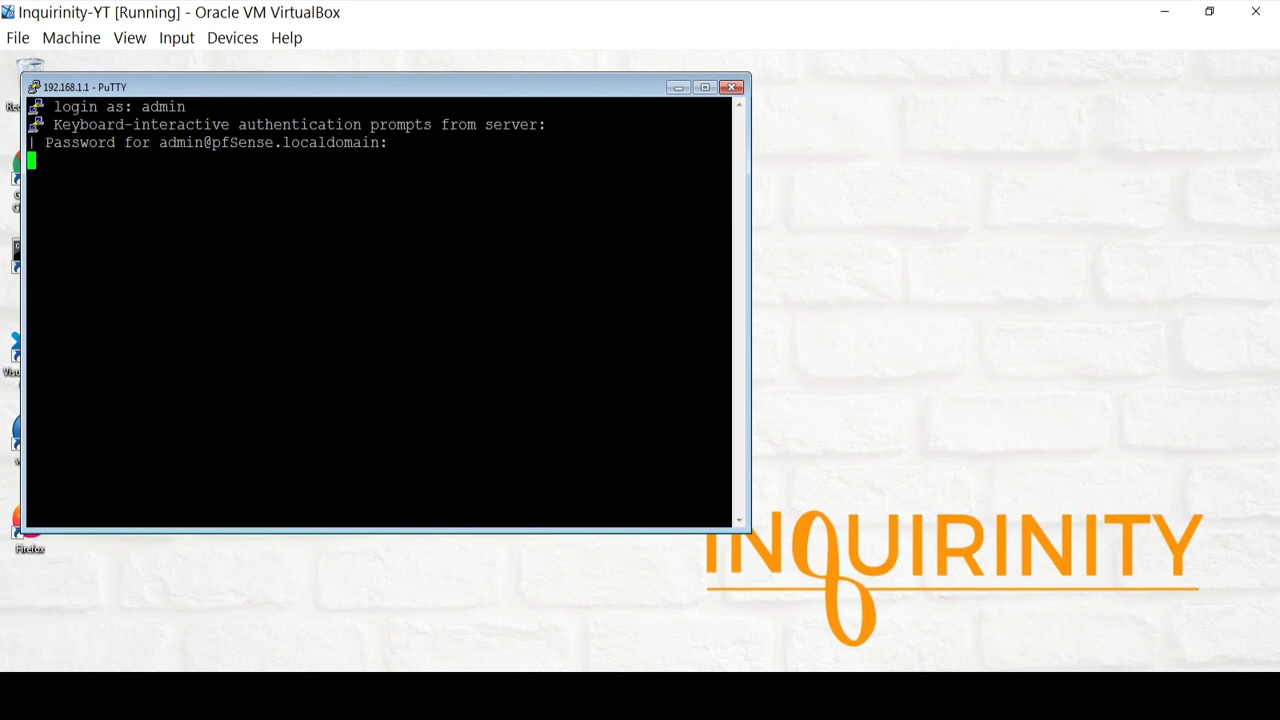 Inquirinity-YT [Running] - Oracle VM VirtualBox
File Machine View Input Devices Help
192.168.1.1 - PuTTY
login as: admin
Keyboard-interactive authentication prompts from server:
| Password for admin@pfSense.localdomain:
Firefox
INQUIRINITY